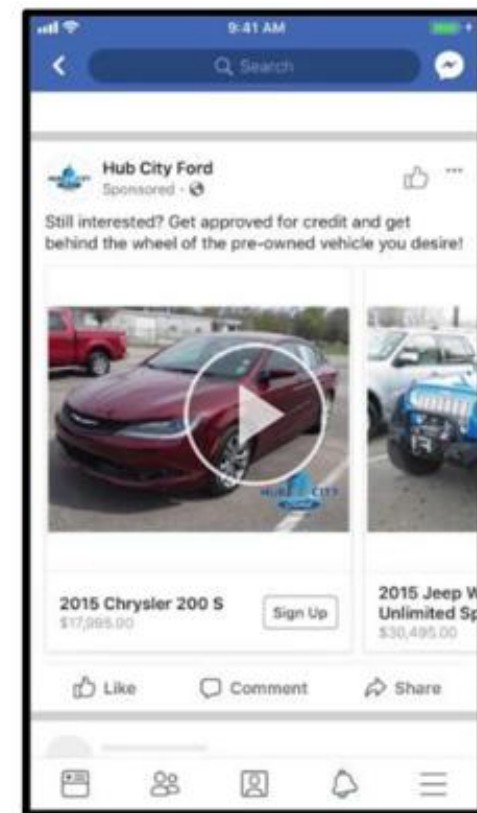 9:41 AM
Search
Hub City Ford
Sponsored ·
Still interested? Get approved for credit and get
behind the wheel of the pre-owned vehicle you desire!
HUB CITY
2015 Chrysler 200 S
$17,995.00
Sign Up
2015 Jeep W
Unlimited Sp
$30,495.00
Like
Comment
Share